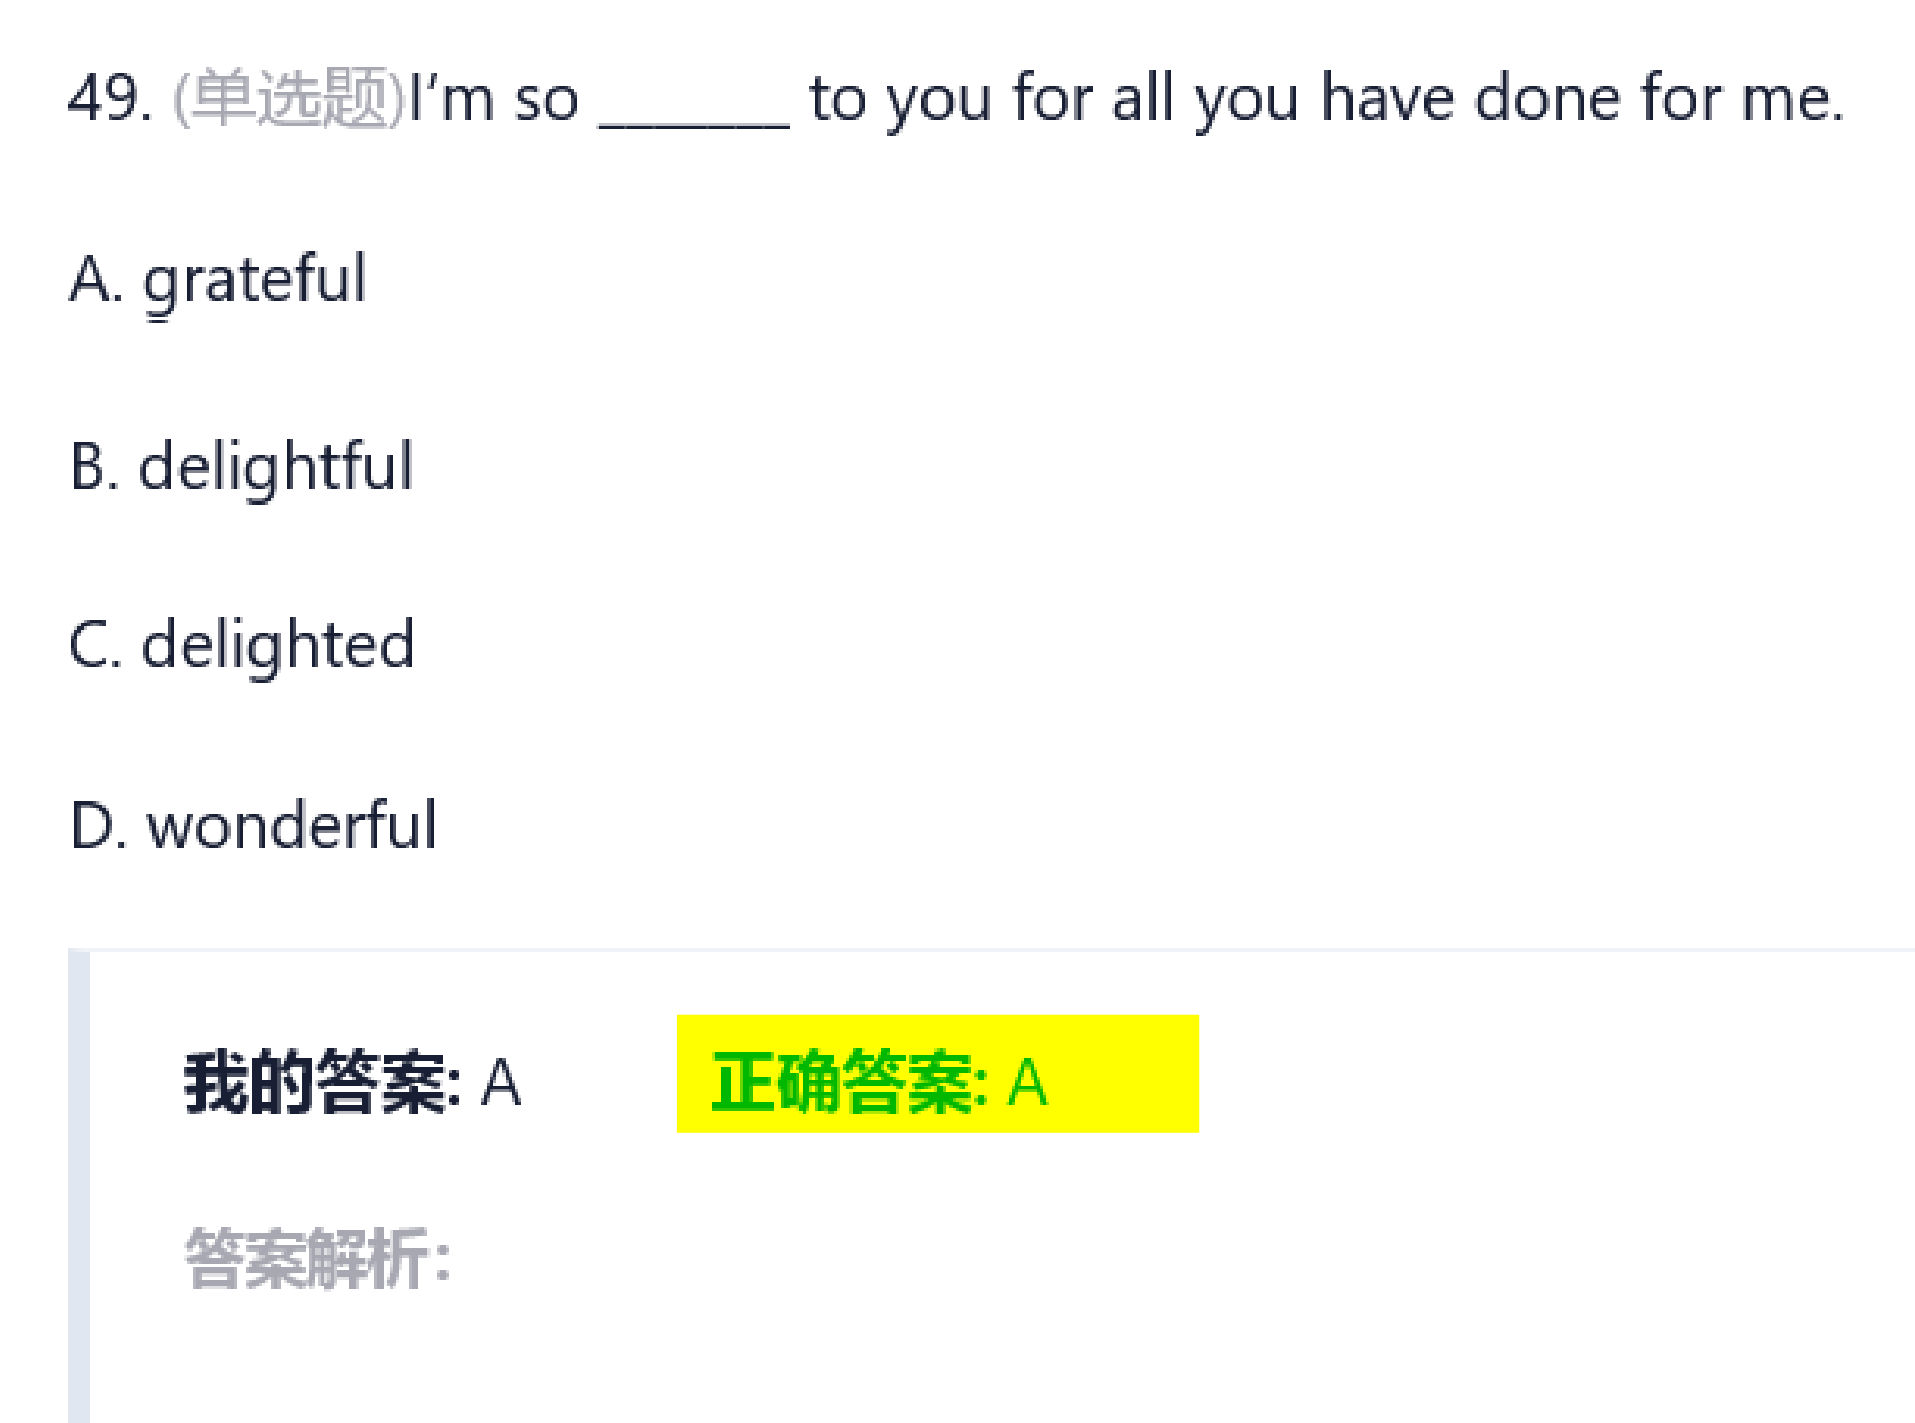 49. (单选题)I‘m so _______ to you for all you have done for me.
A. grateful
B. delightful
C. delighted
D. wonderful
我的答案: A 正确答案: A
答案解析: